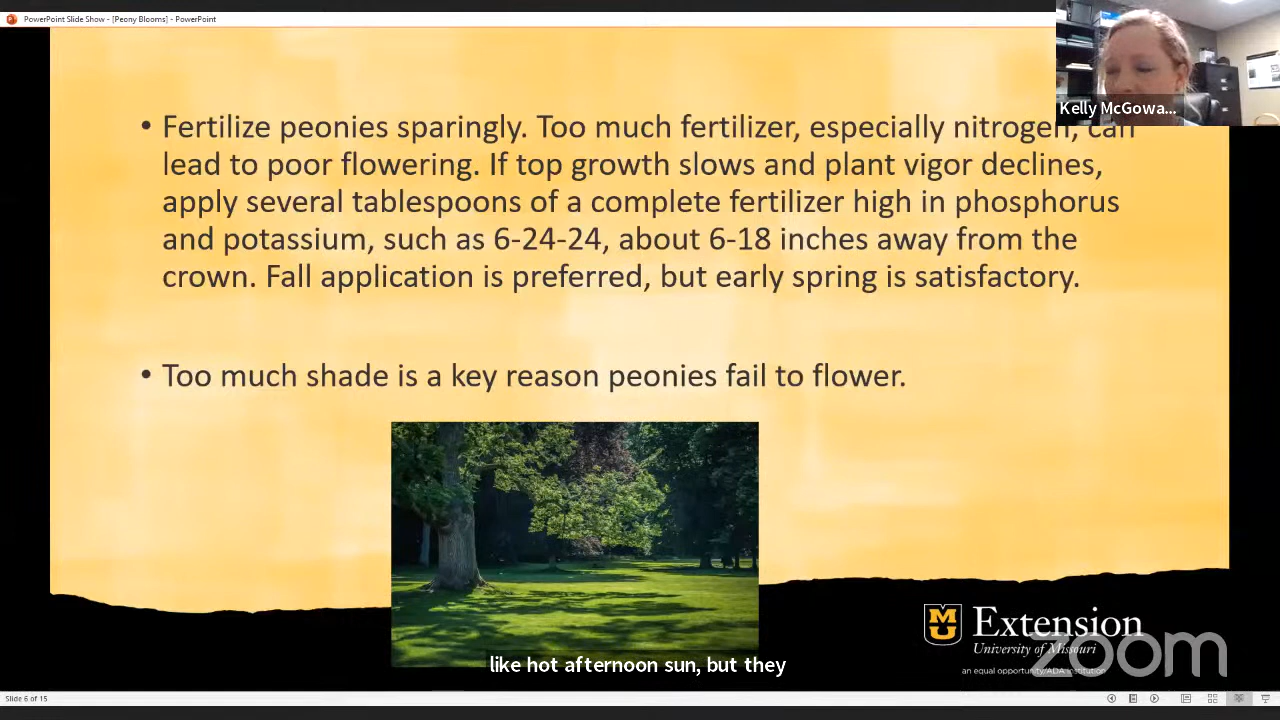 PowerPoint Slide Show - [Peony Blooms] - PowerPoint
Kelly McGowa...
• Fertilize peonies sparingly. Too much fertilizer, especially nitrogen, can
lead to poor flowering. If top growth slows and plant vigor declines,
apply several tablespoons of a complete fertilizer high in phosphorus
and potassium, such as 6-24-24, about 6-18 inches away from the
crown. Fall application is preferred, but early spring is satisfactory.
• Too much shade is a key reason peonies fail to flower.
Extension
University of Missouri
an equal opportunity/ADA institution
zoom
like hot afternoon sun, but they
Slide 6 of 15